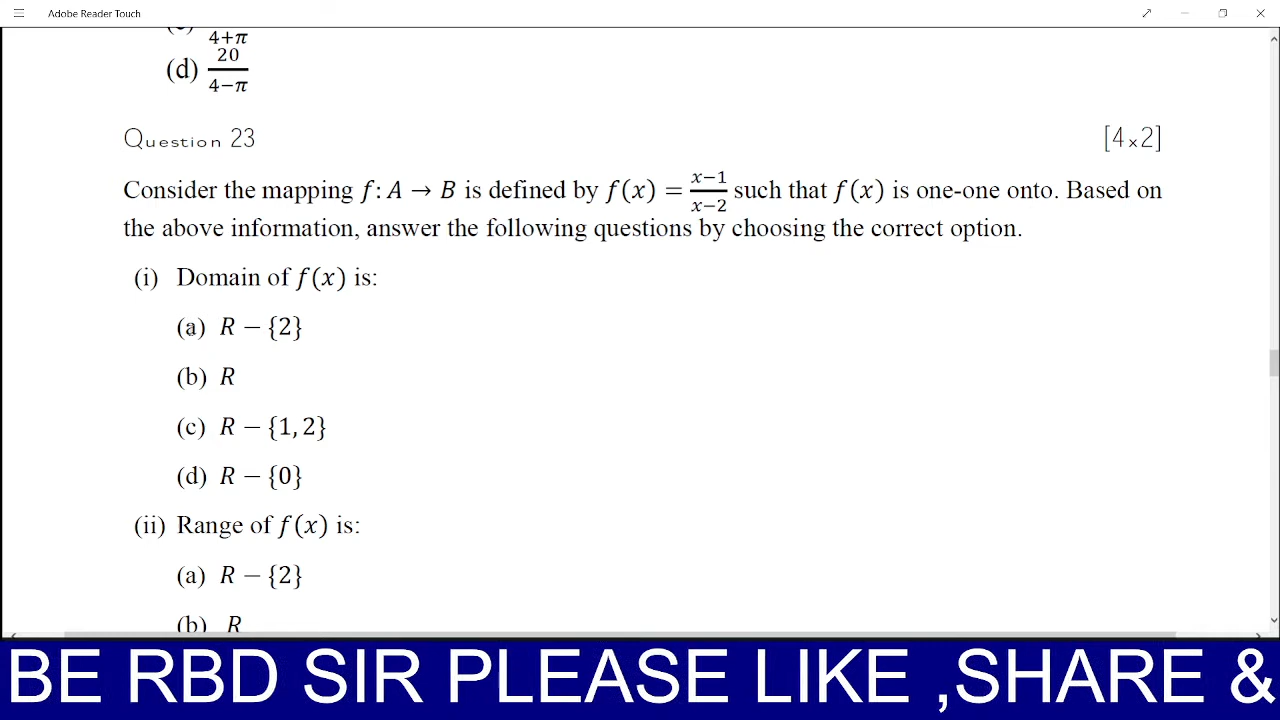 Adobe Reader Touch
4+π
(d) 20/4−π
Question 23 [4×2]
Consider the mapping f: A → B is defined by f(x) = x−1/x−2 such that f(x) is one-one onto. Based on
the above information, answer the following questions by choosing the correct option.
(i) Domain of f(x) is:
(a) R − {2}
(b) R
(c) R − {1, 2}
(d) R − {0}
(ii) Range of f(x) is:
(a) R − {2}
(b) R
BE RBD SIR PLEASE LIKE ,SHARE &